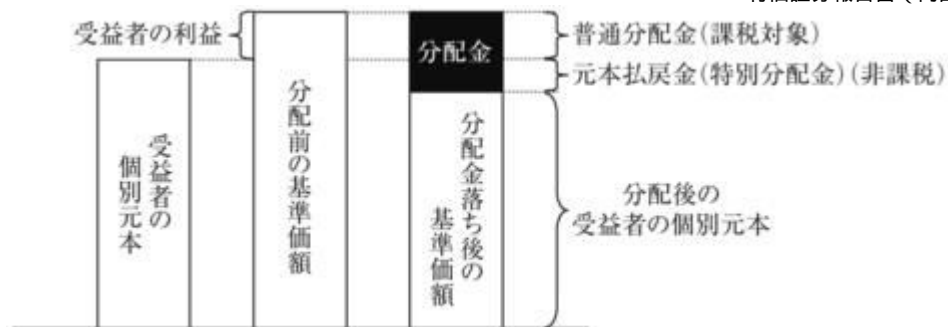 受益者の利益
受益者の
個別元本
分配前の基準価額
分配金
分配金落ち後の
基準価額
普通分配金(課税対象)
元本払戻金(特別分配金)(非課税)
分配後の
受益者の個別元本